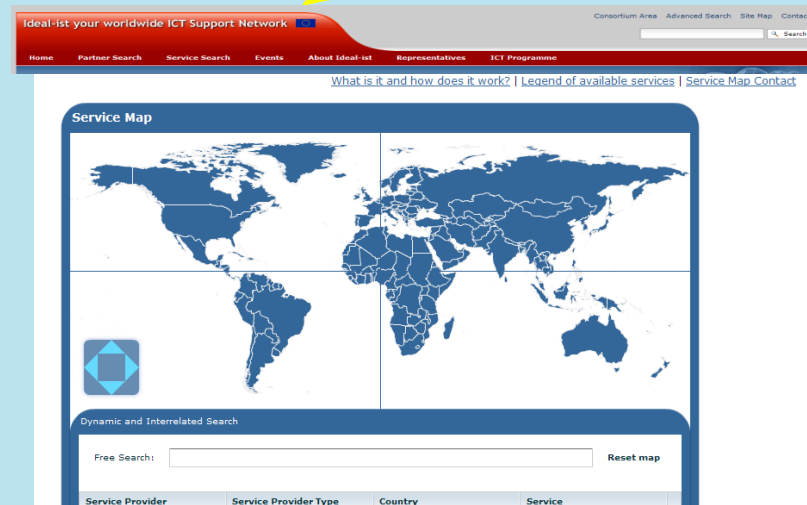 Ideal-ist your worldwide ICT Support Network
Consortium Area Advanced Search Site Map Contact
Search
Home Partner Search Service Search Events About Ideal-ist Representatives ICT Programme
What is it and how does it work? | Legend of available services | Service Map Contact
Service Map
Dynamic and Interrelated Search
Free Search: Reset map
Service Provider Service Provider Type Country Service